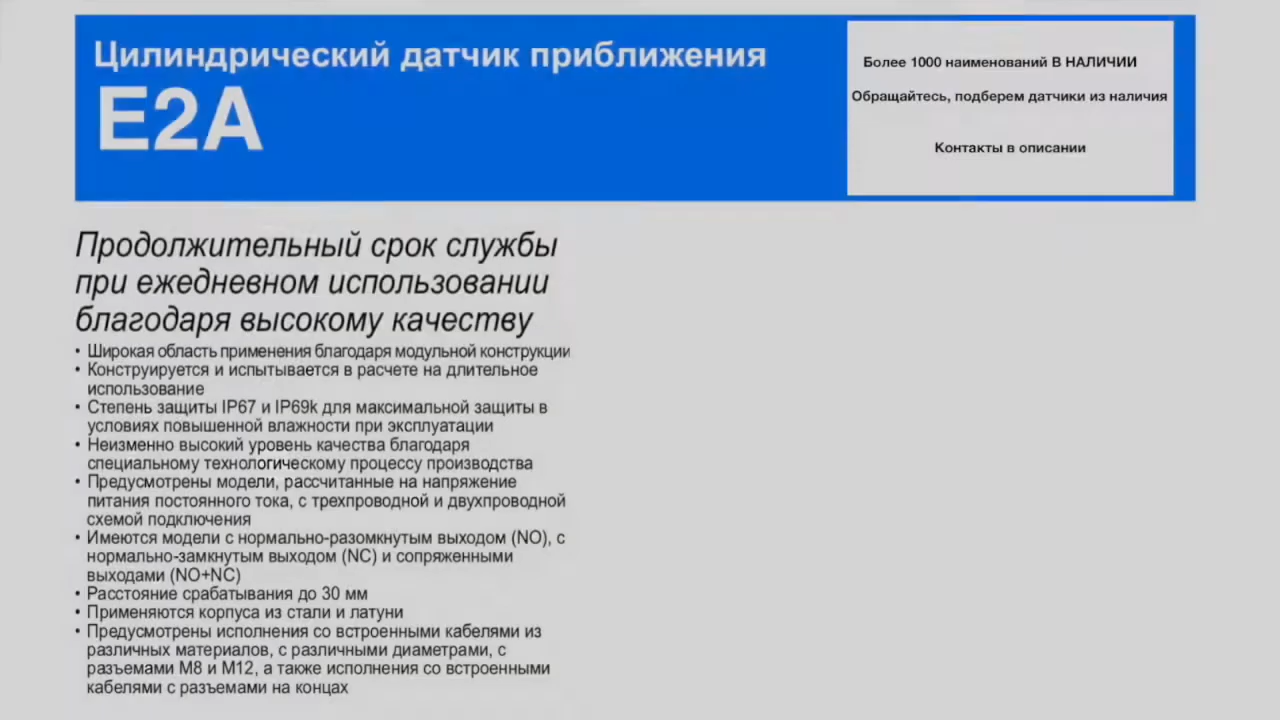 Цилиндрический датчик приближения
E2A
Более 1000 наименований В НАЛИЧИИ
Обращайтесь, подберем датчики из наличия
Контакты в описании
Продолжительный срок службы
при ежедневном использовании
благодаря высокому качеству
• Широкая область применения благодаря модульной конструкции
• Конструируется и испытывается в расчете на длительное
использование
• Степень защиты IP67 и IP69k для максимальной защиты в
условиях повышенной влажности при эксплуатации
• Неизменно высокий уровень качества благодаря
специальному технологическому процессу производства
• Предусмотрены модели, рассчитанные на напряжение
питания постоянного тока, с трехпроводной и двухпроводной
схемой подключения
• Имеются модели с нормально-разомкнутым выходом (NO), с
нормально-замкнутым выходом (NC) и сопряженными
выходами (NO+NC)
• Расстояние срабатывания до 30 мм
• Применяются корпуса из стали и латуни
• Предусмотрены исполнения со встроенными кабелями из
различных материалов, с различными диаметрами, с
разъемами M8 и M12, а также исполнения со встроенными
кабелями с разъемами на концах